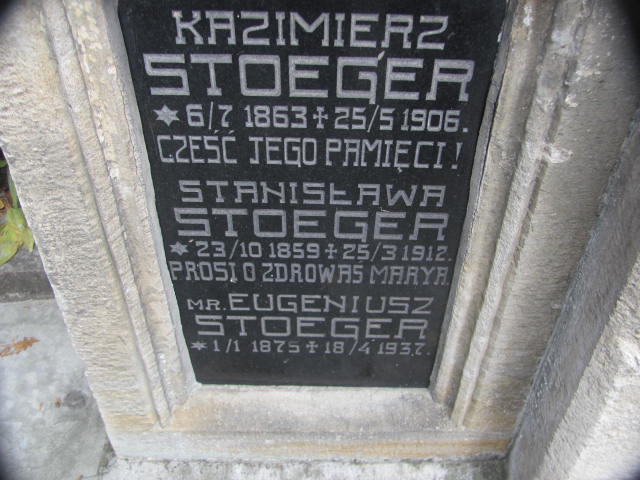 KAZIMIERZ
STOEGER
* 6/7 1863 + 25/5 1906.
CZEŚĆ JEGO PAMIĘCI!
STANISŁAWA
STOEGER
* 23/10 1859 + 25/3 1912.
PROSI O ZDROWAŚ MARYA.
MR. EUGENIUSZ
STOEGER
* 1/1 1875 + 18/4 1937.